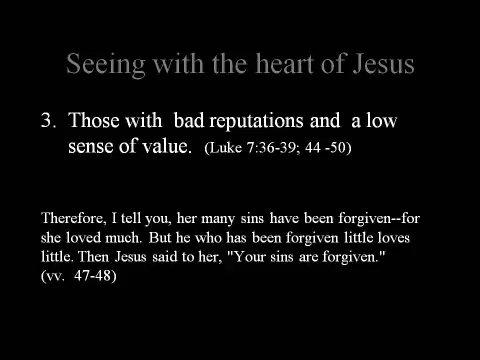 Seeing with the heart of Jesus
3. Those with bad reputations and a low
sense of value. (Luke 7:36-39; 44 -50)
Therefore, I tell you, her many sins have been forgiven--for
she loved much. But he who has been forgiven little loves
little. Then Jesus said to her, "Your sins are forgiven."
(vv. 47-48)